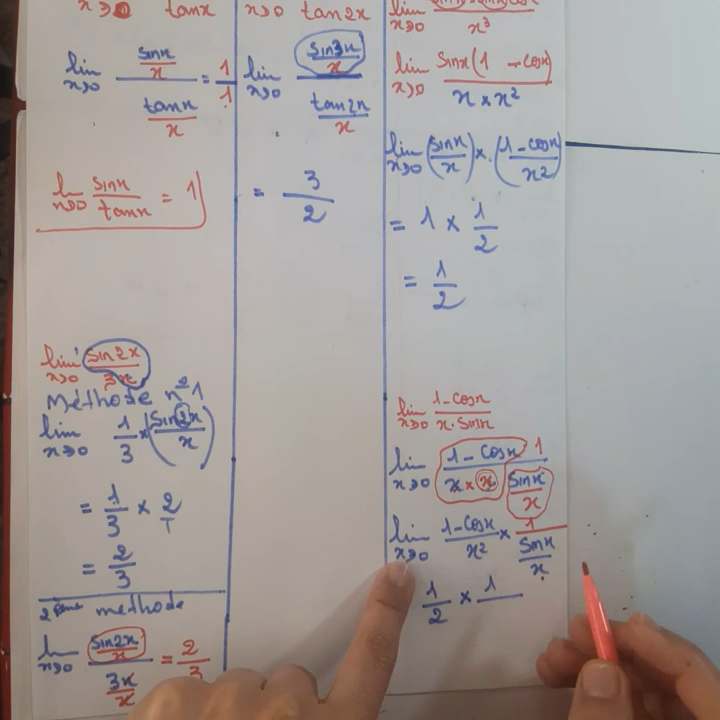 x→0 tanx
lim x→0 (sinx/x)/(tanx/x) = 1/1
lim x→0 sinx/tanx = 1
lim x→0 sin2x/3x
Méthode n°1
lim x→0 1/3 × (sin2x/x)
= 1/3 × 2/1
= 2/3
2ème methode
lim x→0 (sin2x/x)/(3x/x) = 2/3
x→0 tan2x
lim x→0 (sin3x/x)/(tan2x/x)
= 3/2
lim x→0 x³
lim x→0 sinx(1 - cosx)/x × x²
lim x→0 (sinx/x) × (1 - cosx/x²)
= 1 × 1/2
= 1/2
lim x→0 1-cosx/x·sinx
lim x→0 1 - cosx/x × x 1/(sinx/x)
lim x→0 1-cosx/x² × 1/(sinx/x)
1/2 × 1/